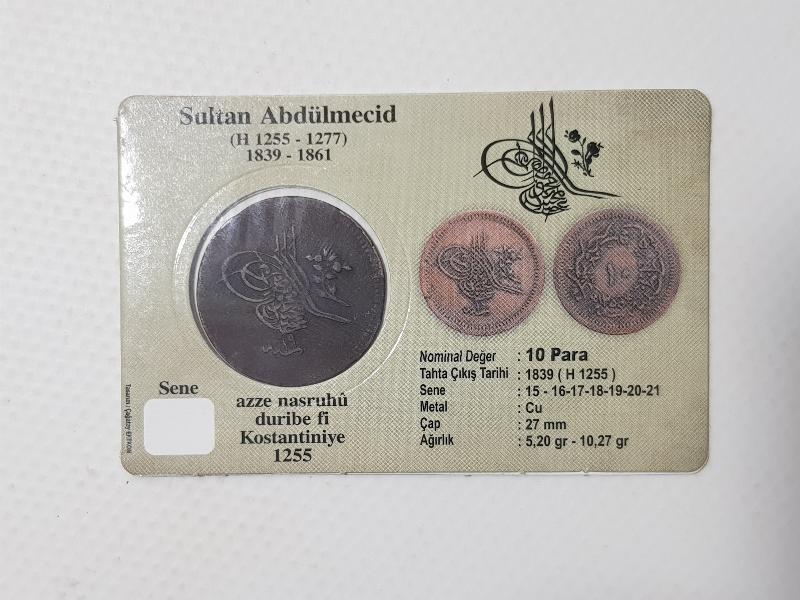 Sultan Abdülmecid
(H 1255 - 1277)
1839 - 1861
Nominal Değer : 10 Para
Tahta Çıkış Tarihi : 1839 ( H 1255 )
Sene : 15 - 16-17-18-19-20-21
Metal : Cu
Çap : 27 mm
Ağırlık : 5,20 gr - 10,27 gr
Sene
azze nasruhû
duribe fi
Kostantiniye
1255